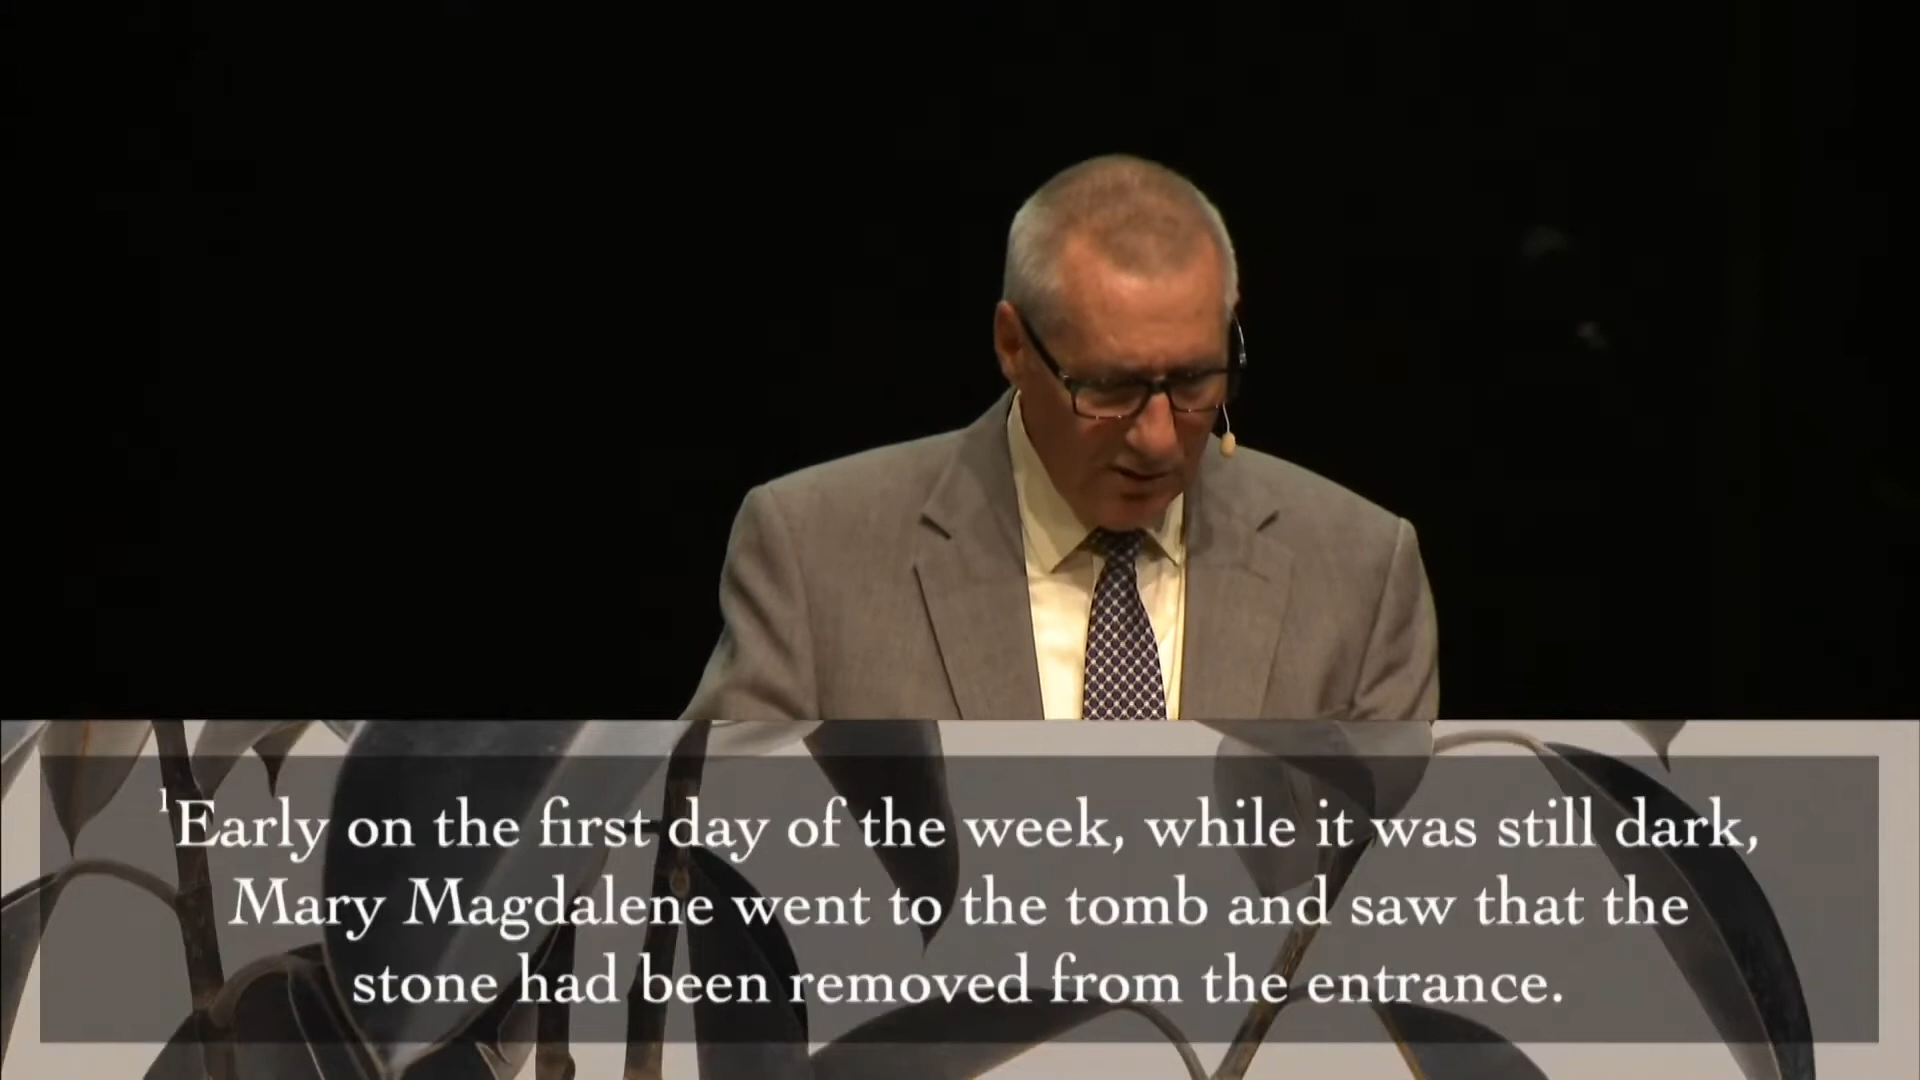 ¹Early on the first day of the week, while it was still dark,
Mary Magdalene went to the tomb and saw that the
stone had been removed from the entrance.